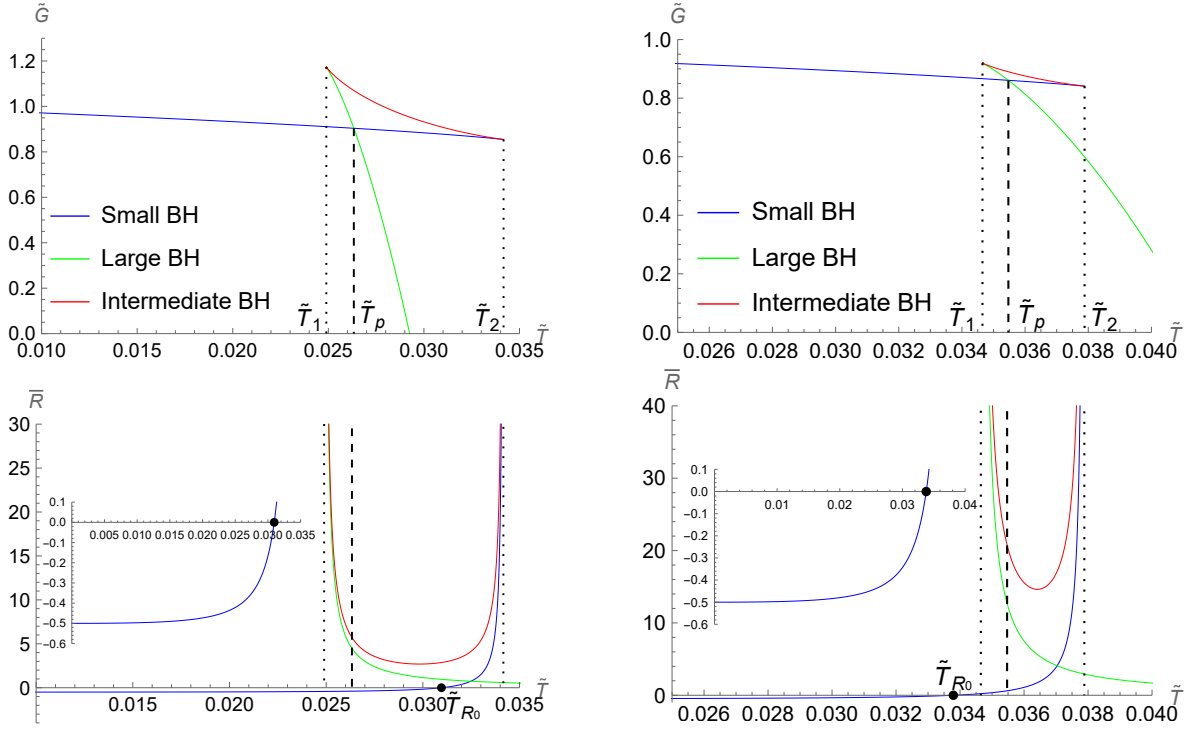 G̃
1.2
1.0
0.8
0.6
0.4
0.2
0.0
Small BH
Large BH
Intermediate BH
T̃1 T̃p T̃2
0.010 0.015 0.020 0.025 0.030 0.035
T̃
G̃
1.0
0.8
0.6
0.4
0.2
0.0
Small BH
Large BH
Intermediate BH
T̃1 T̃p T̃2
0.026 0.028 0.030 0.032 0.034 0.036 0.038 0.040
T̃
R̅
30
25
20
15
10
5
0
0.1
0.0
−0.1
−0.2
−0.3
−0.4
−0.5
−0.6
0.005 0.010 0.015 0.020 0.025 0.030 0.035
T̃R0
0.015 0.020 0.025 0.030 0.035
T̃
R̅
40
30
20
10
0
0.1
0.0
−0.1
−0.2
−0.3
−0.4
−0.5
−0.6
0.01 0.02 0.03 0.04
T̃R0
0.026 0.028 0.030 0.032 0.034 0.036 0.038 0.040
T̃